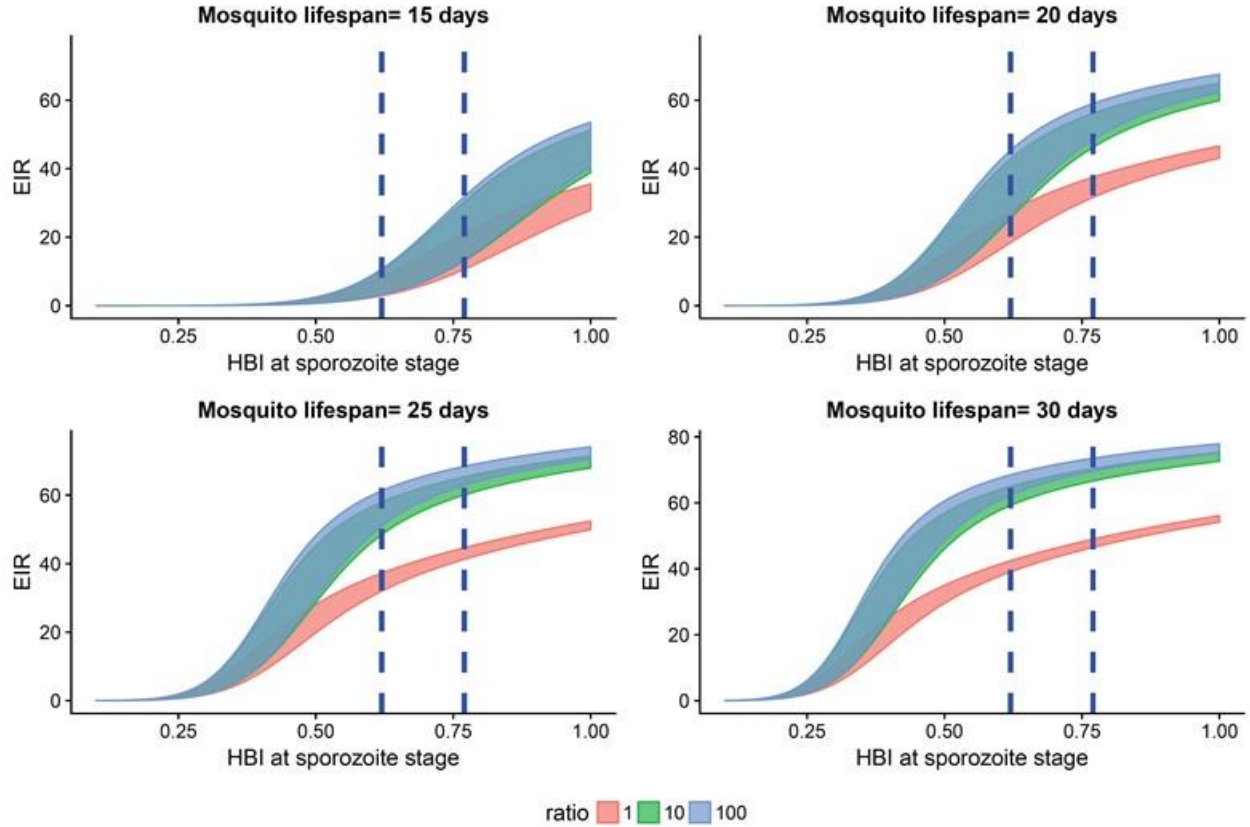 Mosquito lifespan= 15 days
60
40
20
0
EIR
0.25 0.50 0.75 1.00
HBI at sporozoite stage
Mosquito lifespan= 20 days
60
40
20
0
EIR
0.25 0.50 0.75 1.00
HBI at sporozoite stage
Mosquito lifespan= 25 days
60
40
20
0
EIR
0.25 0.50 0.75 1.00
HBI at sporozoite stage
Mosquito lifespan= 30 days
80
60
40
20
0
EIR
0.25 0.50 0.75 1.00
HBI at sporozoite stage
ratio 1 10 100